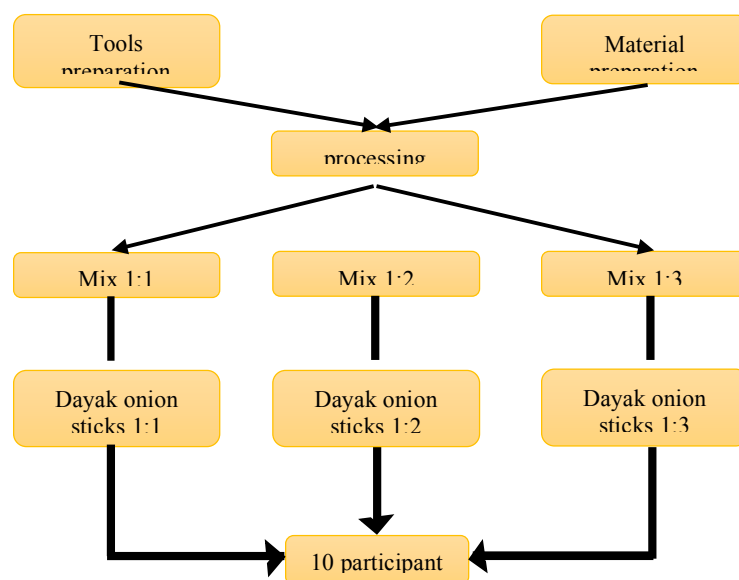 Tools
preparation
Material
preparation
processing
Mix 1:1
Mix 1:2
Mix 1:3
Dayak onion
sticks 1:1
Dayak onion
sticks 1:2
Dayak onion
sticks 1:3
10 participant